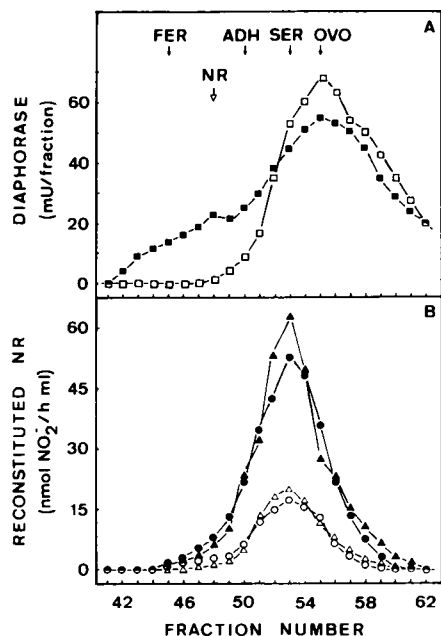 A
FER ADH SER OVO
NR
DIAPHORASE
(mU/fraction)
60
40
20
0
B
RECONSTITUTED NR
(nmol NO₂⁻/h ml)
60
45
30
15
0
42 46 50 54 58 62
FRACTION NUMBER